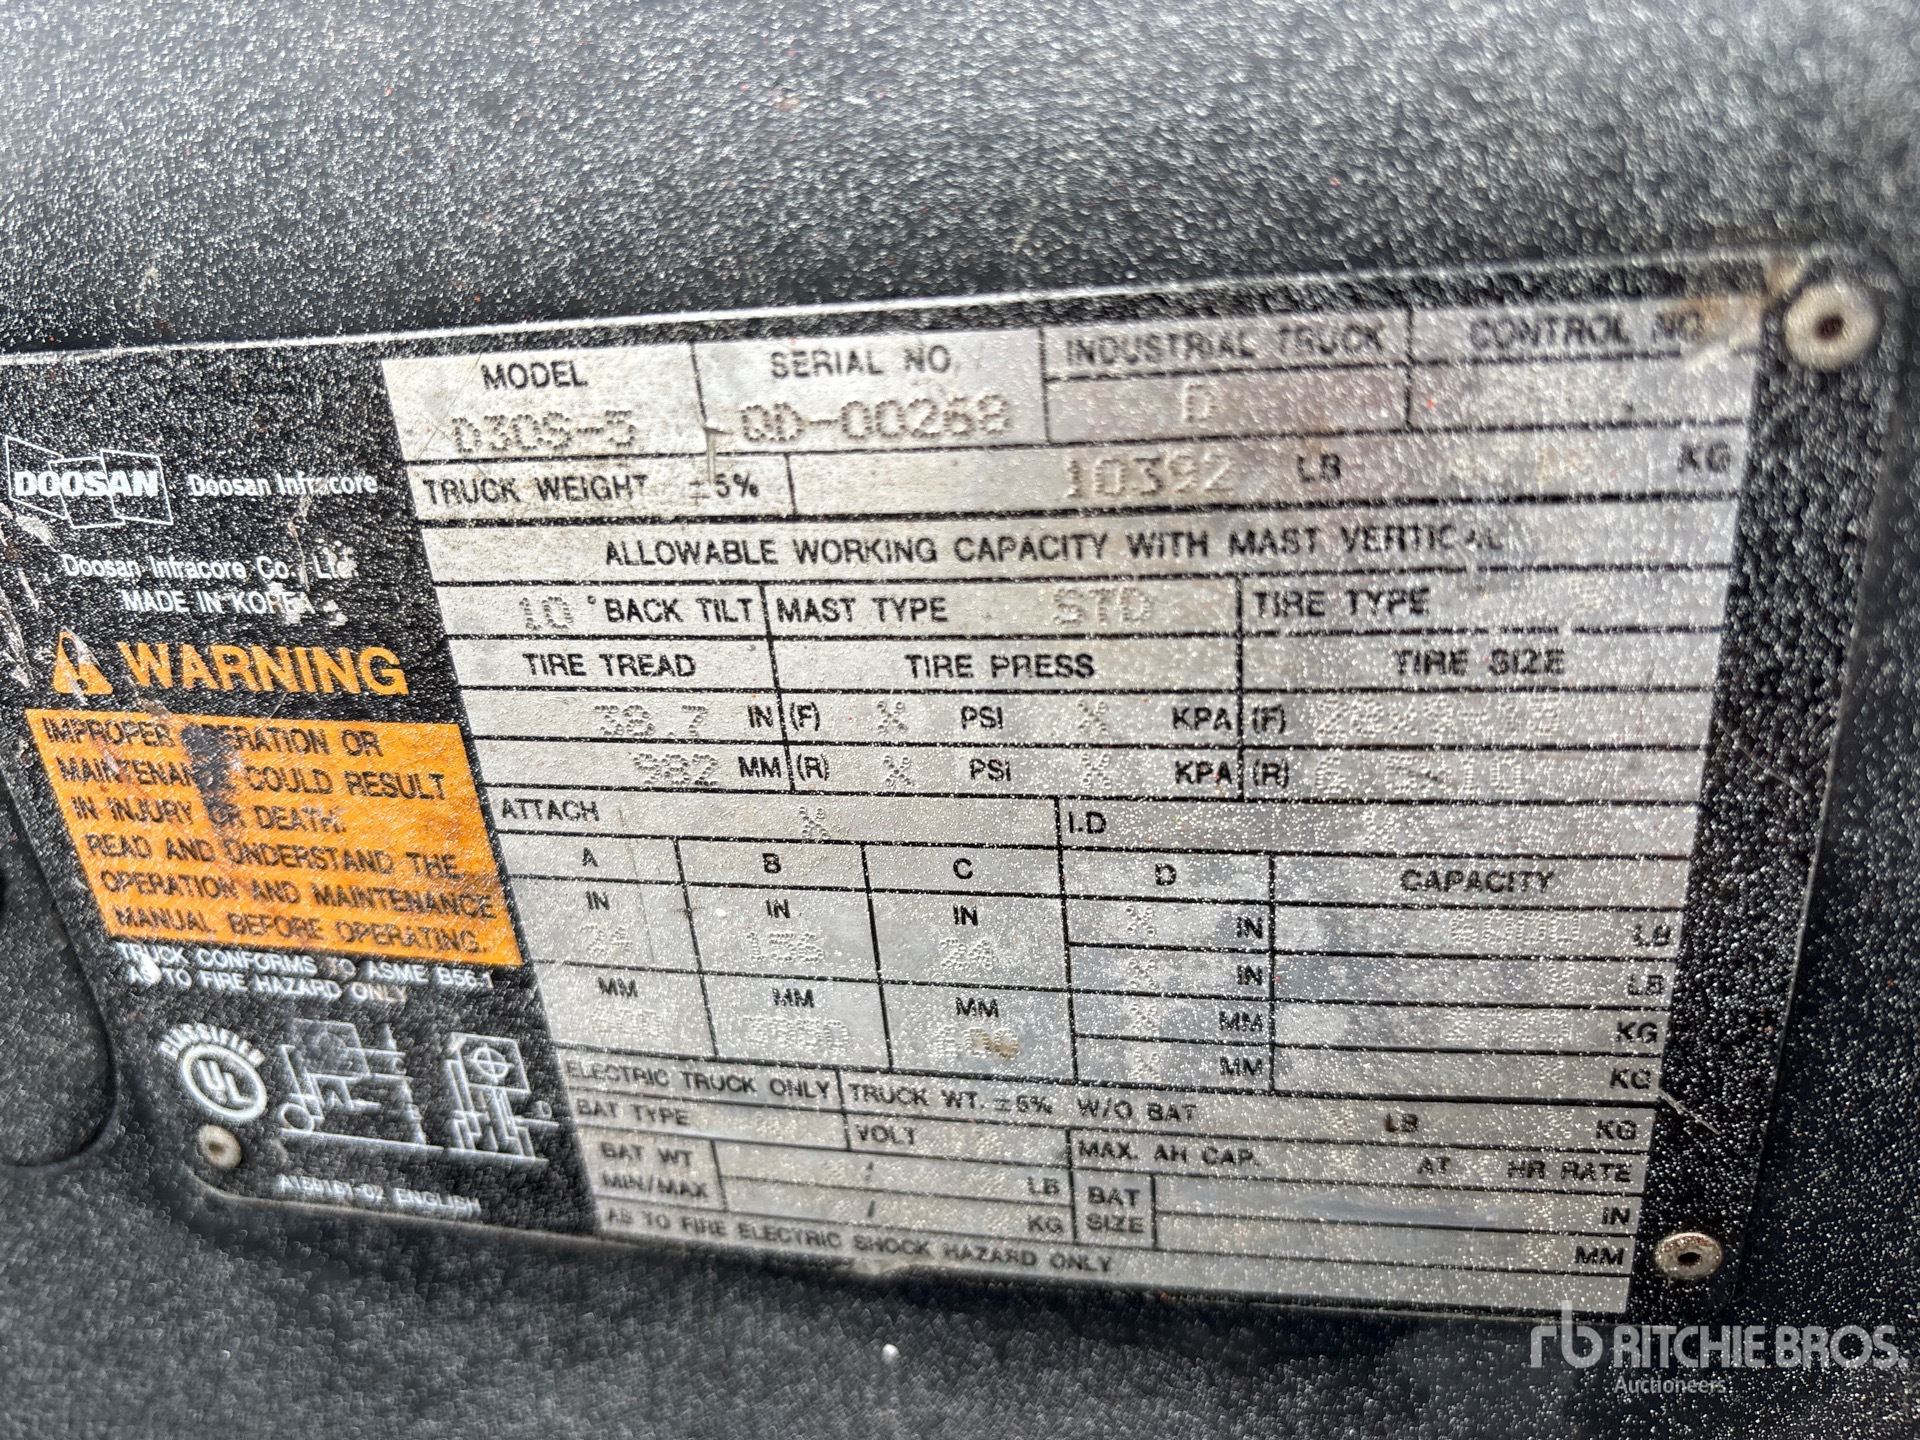 MODEL SERIAL NO. INDUSTRIAL TRUCK CONTROL NO.
D30S-5 QD-00268 D
DOOSAN Doosan Infracore
TRUCK WEIGHT ±5% 10392 LB KG
Doosan Infracore Co., Ltd.
MADE IN KOREA
ALLOWABLE WORKING CAPACITY WITH MAST VERTICAL
10 ° BACK TILT MAST TYPE STD TIRE TYPE
WARNING
TIRE TREAD TIRE PRESS TIRE SIZE
IN (F) X PSI X KPA (F)
982 MM (R) X PSI X KPA (R)
IMPROPER OPERATION OR
MAINTENANCE COULD RESULT
IN INJURY OR DEATH.
READ AND UNDERSTAND THE
OPERATION AND MAINTENANCE
MANUAL BEFORE OPERATING.
ATTACH X I.D
A B C D CAPACITY
IN IN IN X IN LB
24 24 X IN LB
MM MM MM X MM KG
X MM KG
TRUCK CONFORMS TO ASME B56.1
AS TO FIRE HAZARD ONLY
CLASSIFIED
UL
ELECTRIC TRUCK ONLY TRUCK WT. ±5% W/O BAT LB KG
BAT TYPE VOLT MAX. AH CAP. AT HR RATE
BAT WT / LB BAT IN
MIN/MAX / KG SIZE MM
AS TO FIRE ELECTRIC SHOCK HAZARD ONLY
ENGLISH
rb RITCHIE BROS.
Auctioneers